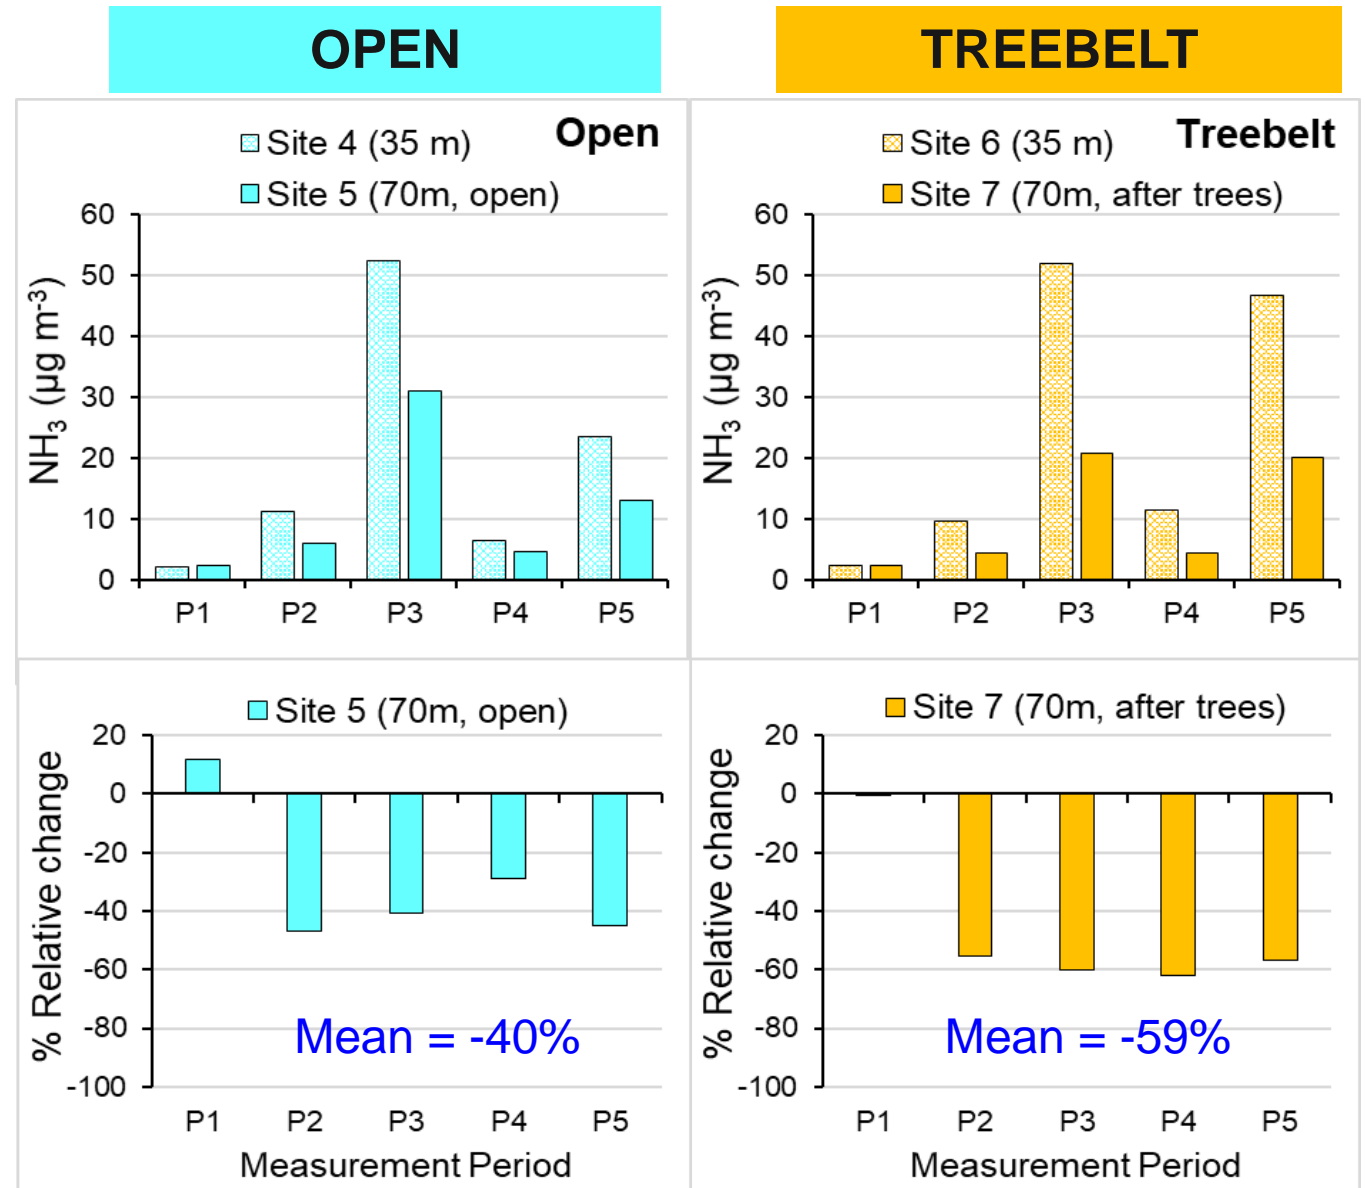 OPEN
TREEBELT
Open
Site 4 (35 m)
Site 5 (70m, open)
NH₃ (µg m⁻³)
60
50
40
30
20
10
0
P1 P2 P3 P4 P5
Treebelt
Site 6 (35 m)
Site 7 (70m, after trees)
NH₃ (µg m⁻³)
60
50
40
30
20
10
0
P1 P2 P3 P4 P5
Site 5 (70m, open)
% Relative change
20
0
-20
-40
-60
-80
-100
Mean = -40%
P1 P2 P3 P4 P5
Measurement Period
Site 7 (70m, after trees)
% Relative change
20
0
-20
-40
-60
-80
-100
Mean = -59%
P1 P2 P3 P4 P5
Measurement Period